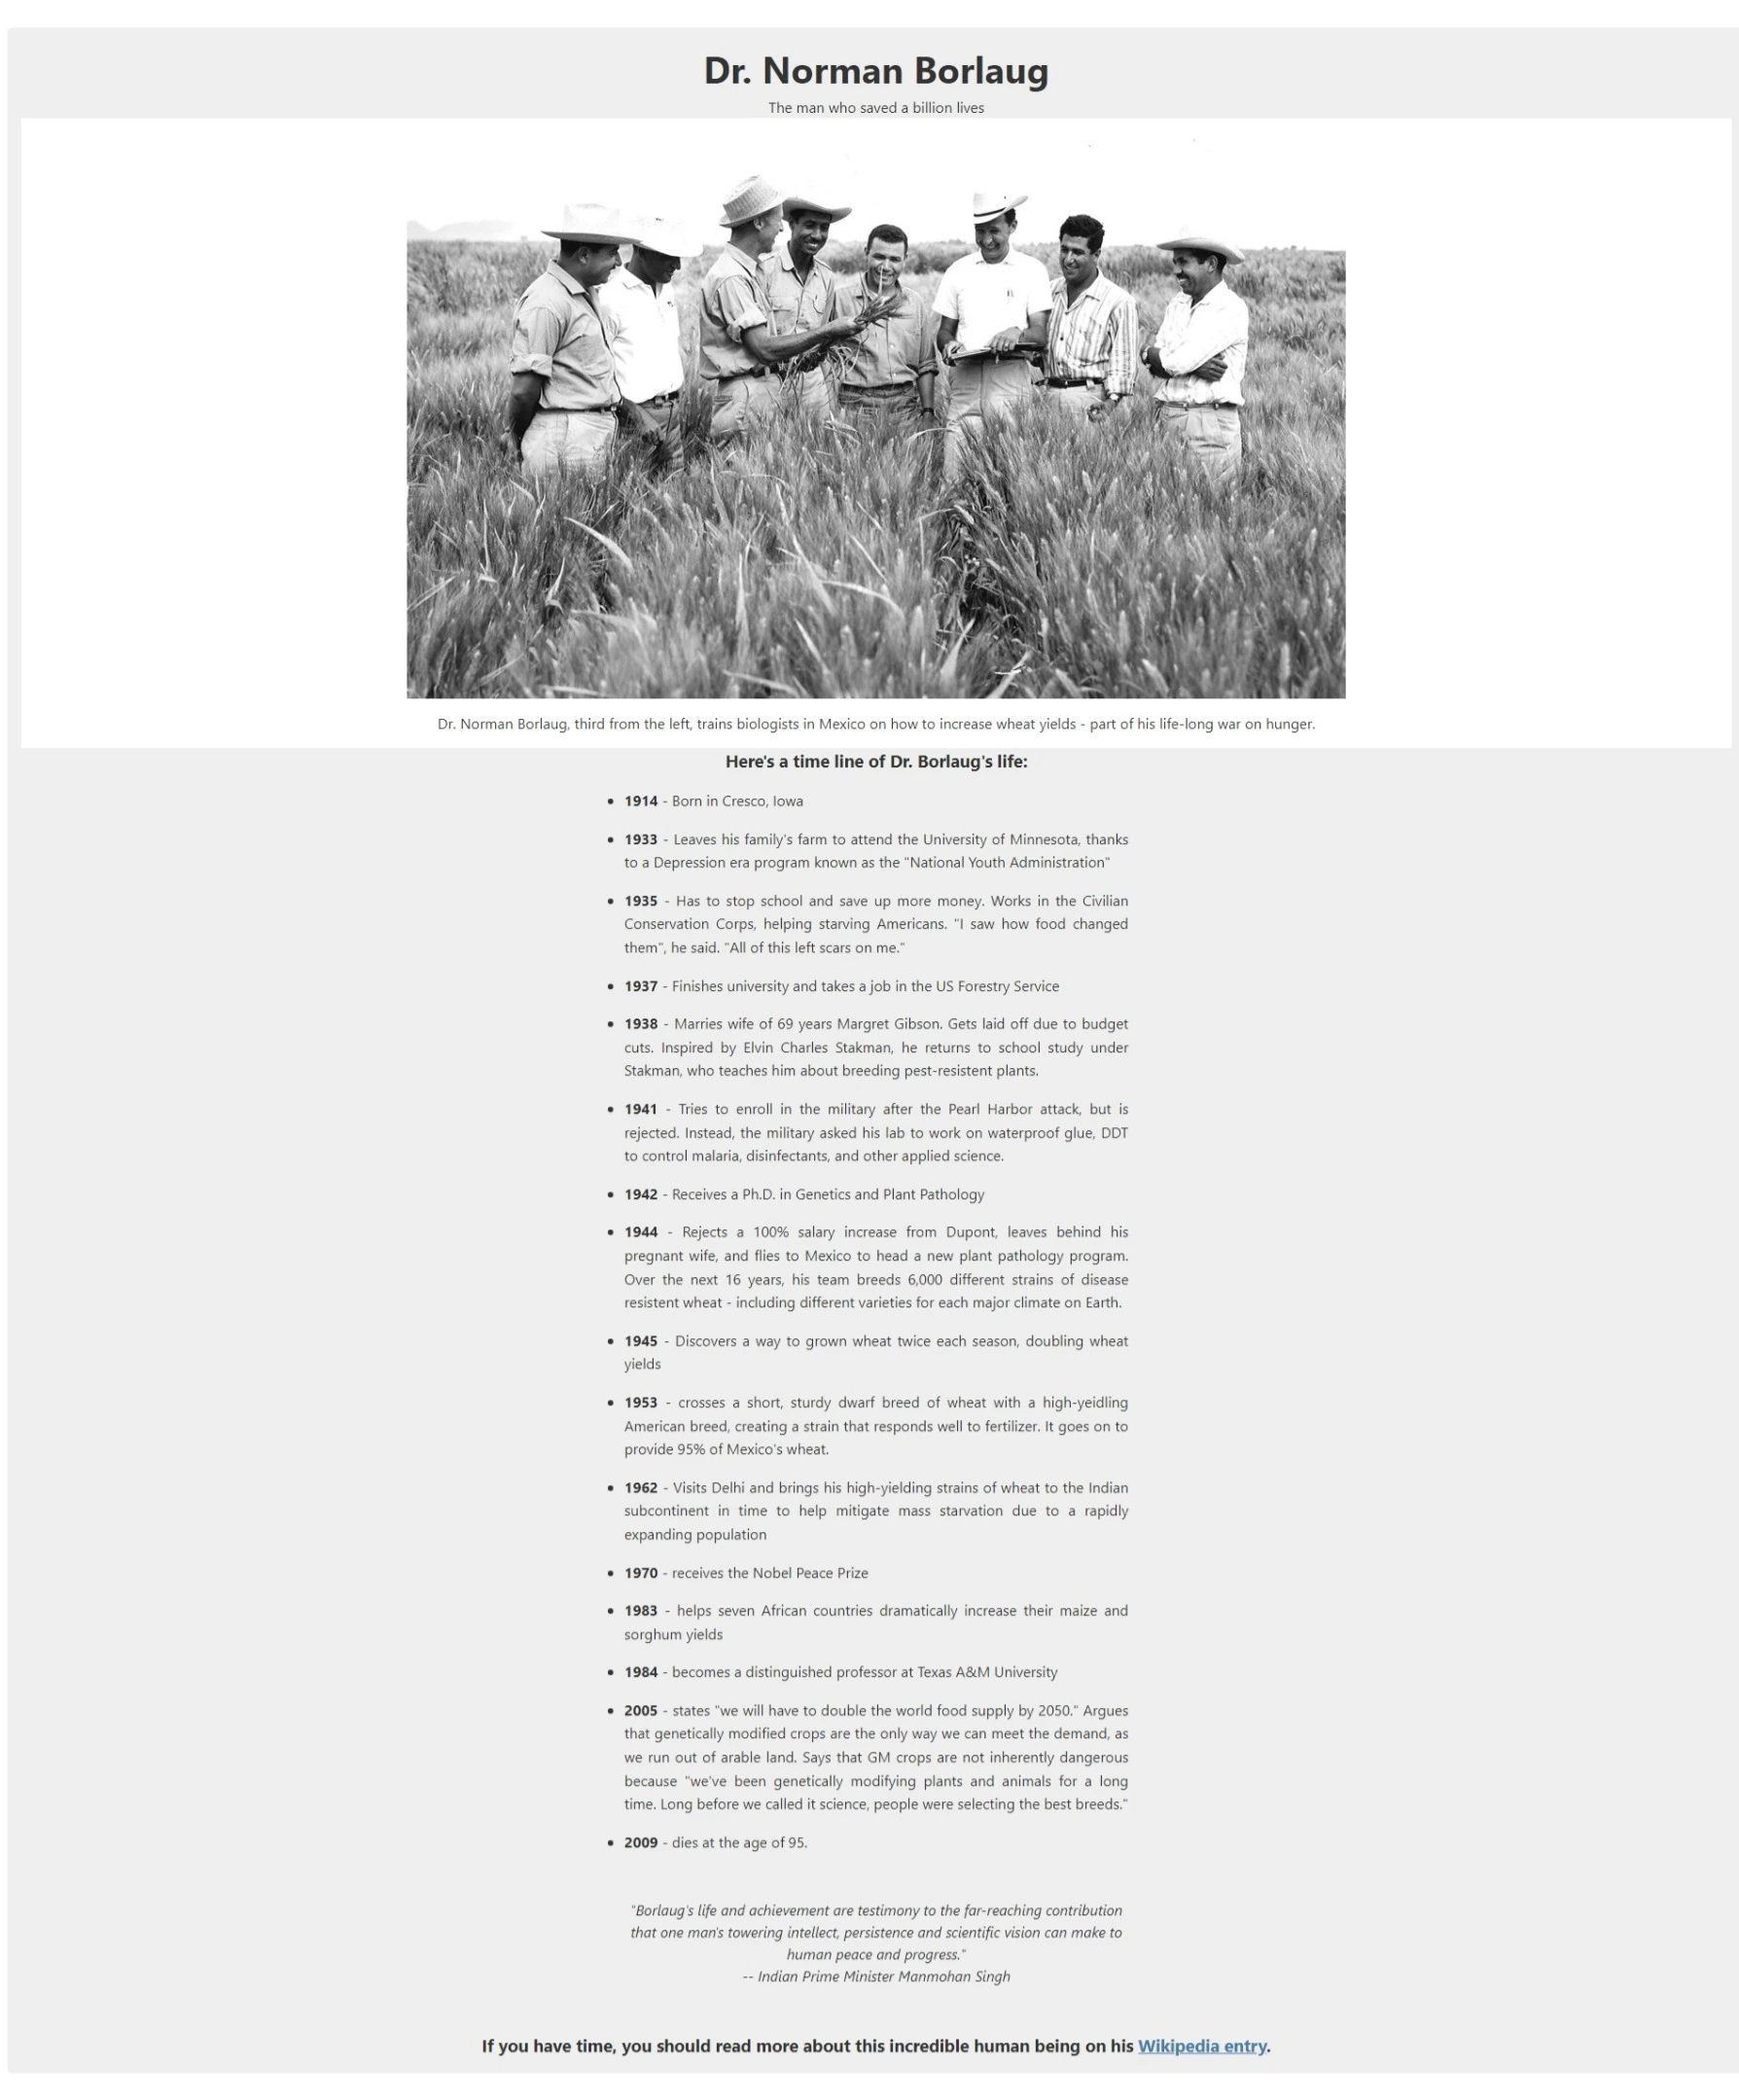 Dr. Norman Borlaug
The man who saved a billion lives
Dr. Norman Borlaug, third from the left, trains biologists in Mexico on how to increase wheat yields - part of his life-long war on hunger.
Here's a time line of Dr. Borlaug's life:
• 1914 - Born in Cresco, Iowa
• 1933 - Leaves his family's farm to attend the University of Minnesota, thanks
to a Depression era program known as the "National Youth Administration"
• 1935 - Has to stop school and save up more money. Works in the Civilian
Conservation Corps, helping starving Americans. "I saw how food changed
them", he said. "All of this left scars on me."
• 1937 - Finishes university and takes a job in the US Forestry Service
• 1938 - Marries wife of 69 years Margret Gibson. Gets laid off due to budget
cuts. Inspired by Elvin Charles Stakman, he returns to school study under
Stakman, who teaches him about breeding pest-resistent plants.
• 1941 - Tries to enroll in the military after the Pearl Harbor attack, but is
rejected. Instead, the military asked his lab to work on waterproof glue, DDT
to control malaria, disinfectants, and other applied science.
• 1942 - Receives a Ph.D. in Genetics and Plant Pathology
• 1944 - Rejects a 100% salary increase from Dupont, leaves behind his
pregnant wife, and flies to Mexico to head a new plant pathology program.
Over the next 16 years, his team breeds 6,000 different strains of disease
resistent wheat - including different varieties for each major climate on Earth.
• 1945 - Discovers a way to grown wheat twice each season, doubling wheat
yields
• 1953 - crosses a short, sturdy dwarf breed of wheat with a high-yeidling
American breed, creating a strain that responds well to fertilizer. It goes on to
provide 95% of Mexico's wheat.
• 1962 - Visits Delhi and brings his high-yielding strains of wheat to the Indian
subcontinent in time to help mitigate mass starvation due to a rapidly
expanding population
• 1970 - receives the Nobel Peace Prize
• 1983 - helps seven African countries dramatically increase their maize and
sorghum yields
• 1984 - becomes a distinguished professor at Texas A&M University
• 2005 - states "we will have to double the world food supply by 2050." Argues
that genetically modified crops are the only way we can meet the demand, as
we run out of arable land. Says that GM crops are not inherently dangerous
because "we've been genetically modifying plants and animals for a long
time. Long before we called it science, people were selecting the best breeds."
• 2009 - dies at the age of 95.
"Borlaug's life and achievement are testimony to the far-reaching contribution
that one man's towering intellect, persistence and scientific vision can make to
human peace and progress."
-- Indian Prime Minister Manmohan Singh
If you have time, you should read more about this incredible human being on his Wikipedia entry.